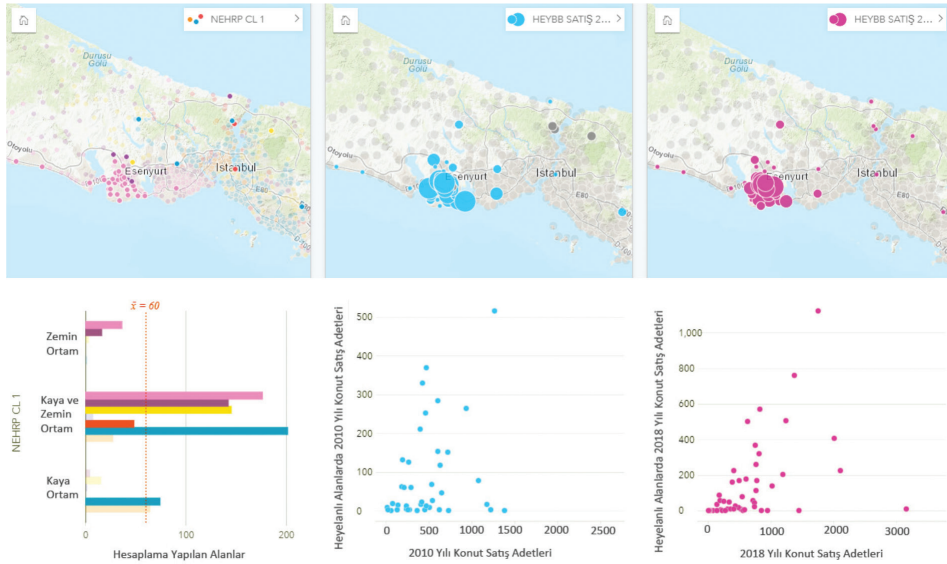 NEHRP CL 1
Durusu
Gölü
Otoyolu
Esenyurt
İstanbul
E80
D-100
HEYBB SATIŞ 2...
Durusu
Gölü
Otoyolu
Esenyurt
İstanbul
E80
D-100
HEYBB SATIŞ 2...
Durusu
Gölü
Otoyolu
Esenyurt
İstanbul
E80
D-100
x̄ = 60
Zemin
Ortam
Kaya ve
Zemin
Ortam
Kaya
Ortam
NEHRP CL 1
0
100
200
Hesaplama Yapılan Alanlar
Heyelanlı Alanlarda 2010 Yılı Konut Satış Adetleri
500
400
300
200
100
0
0
500
1000
1500
2000
2500
2010 Yılı Konut Satış Adetleri
Heyelanlı Alanlarda 2018 Yılı Konut Satış Adetleri
1,000
800
600
400
200
0
0
1000
2000
3000
2018 Yılı Konut Satış Adetleri